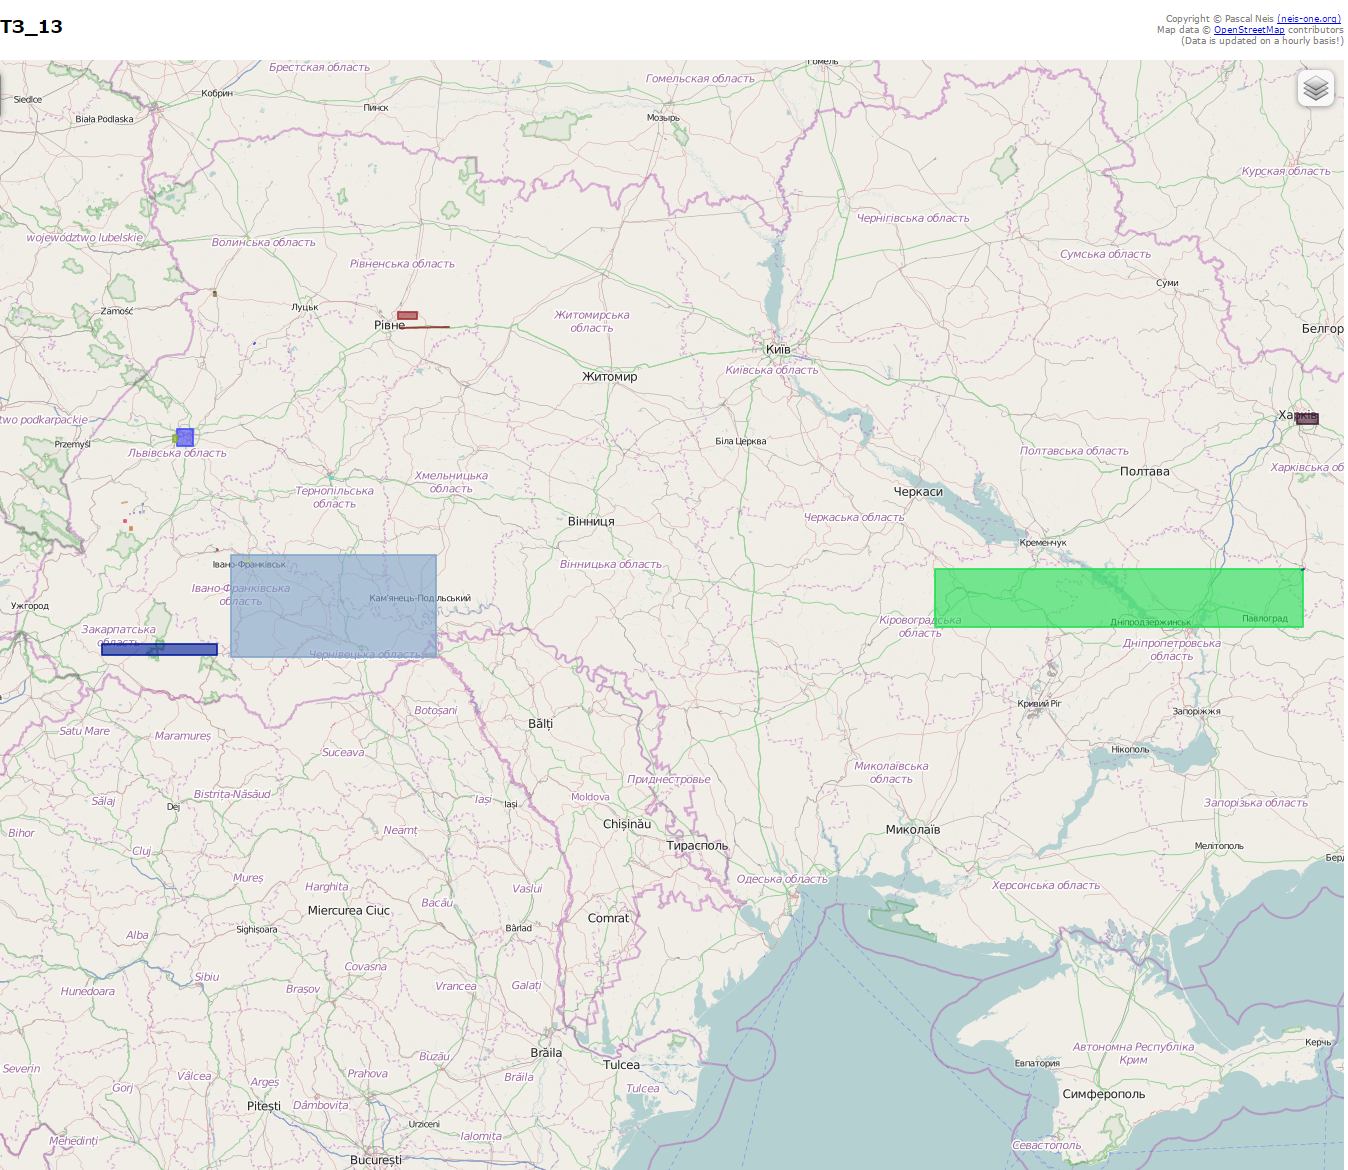 T3_13
Copyright © Pascal Neis (neis-one.org)
Map data © OpenStreetMap contributors
(Data is updated on a hourly basis!)
Брестская область
Гомель
Гомельская область
Siedlce
Кобрин
Пинск
Biała Podlaska
Мозырь
Курская область
Чернігівська область
województwo lubelskie
Волинська область
Рівненська область
Сумська область
Суми
Zamość
Луцьк
Рівне
Житомирська
область
Белгор
Київ
Київська область
Житомир
two podkarpackie
Харків
Przemyśl
Львівська область
Біла Церква
Полтавська область
Полтава
Харківська об
Хмельницька
область
Тернопільська
область
Черкаси
Черкаська область
Вінниця
Кременчук
Івано-Франківськ
Вінницька область
Івано-Франківська
область
Кам'янець-Подільський
Ужгород
Закарпатська
область
Кіровоградська
область
Дніпродзержинськ
Павлоград
Дніпропетровська
область
Чернівецька область
Botoșani
Кривий Ріг
Запоріжжя
Satu Mare
Maramureș
Bălți
Suceava
Нікополь
Миколаївська
область
Приднестровье
Bistrița-Năsăud
Sălaj
Dej
Iași
Iași
Moldova
Запорізька область
Bihor
Neamt
Chișinău
Миколаїв
Тирасполь
Мелітополь
Cluj
Берд
Mureș
Harghita
Vaslui
Одеська область
Херсонська область
Bacău
Miercurea Ciuc
Comrat
Alba
Sighișoara
Bârlad
Covasna
Sibiu
Hunedoara
Brașov
Vrancea
Galați
Brăila
Автономна Республіка
Крим
Керчь
Buzău
Tulcea
Евпатория
Severin
Vâlcea
Prahova
Brăila
Gorj
Argeș
Tulcea
Симферополь
Pitești
Dâmbovița
Urziceni
Ialomița
Mehedinți
Севастополь
București